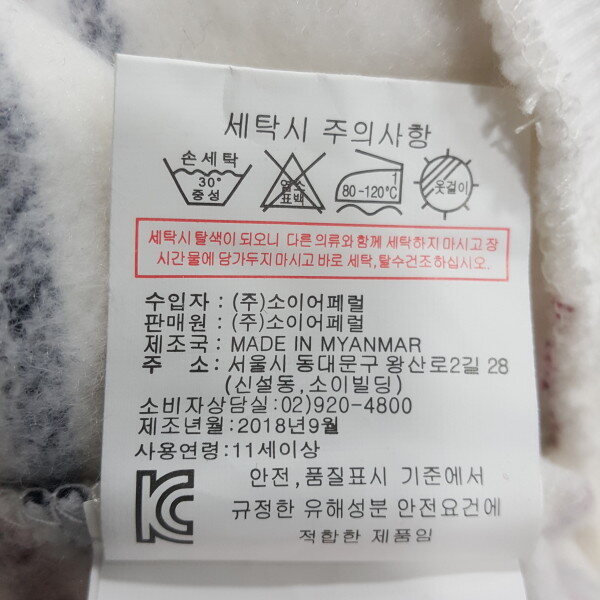 세탁시 주의사항
손세탁
30°
중성
염소
표백
1
80-120℃
옷걸이
세탁시 탈색이 되오니 다른 의류와 함께 세탁하지 마시고 장
시간 물에 담가두지 마시고 바로 세탁,탈수건조하십시오.
수입자 : (주)소이어페럴
판매원 : (주)소이어페럴
제조국 : MADE IN MYANMAR
주 소 : 서울시 동대문구 왕산로2길 28
(신설동,소이빌딩)
소비자상담실:02)920-4800
제조년월:2018년9월
사용연령:11세이상
안전,품질표시 기준에서
규정한 유해성분 안전요건에
적합한 제품임